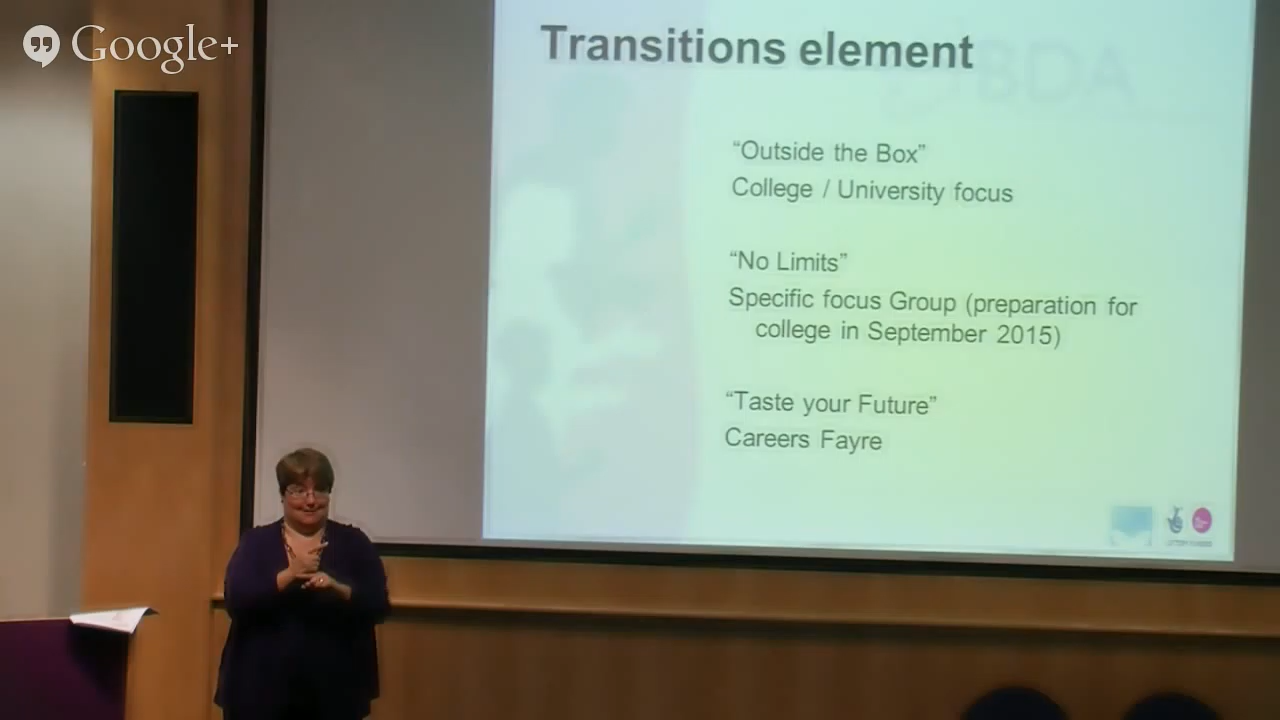 Google+
Transitions element
BDA
“Outside the Box”
College / University focus
“No Limits”
Specific focus Group (preparation for
college in September 2015)
“Taste your Future”
Careers Fayre